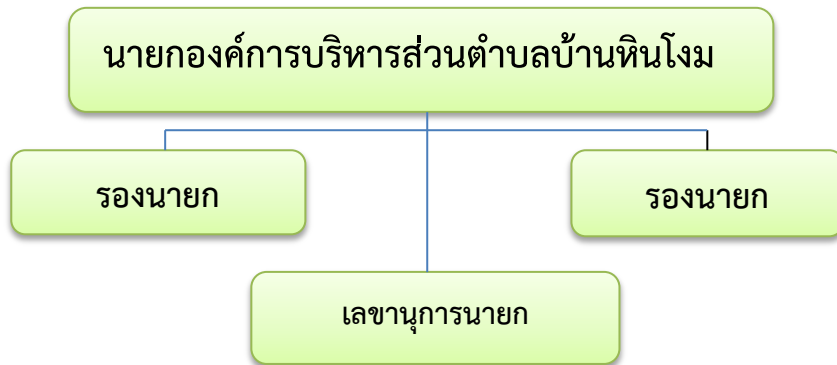 นายกองค์การบริหารส่วนตำบลบ้านหินโงม
รองนายก
รองนายก
เลขานุการนายก